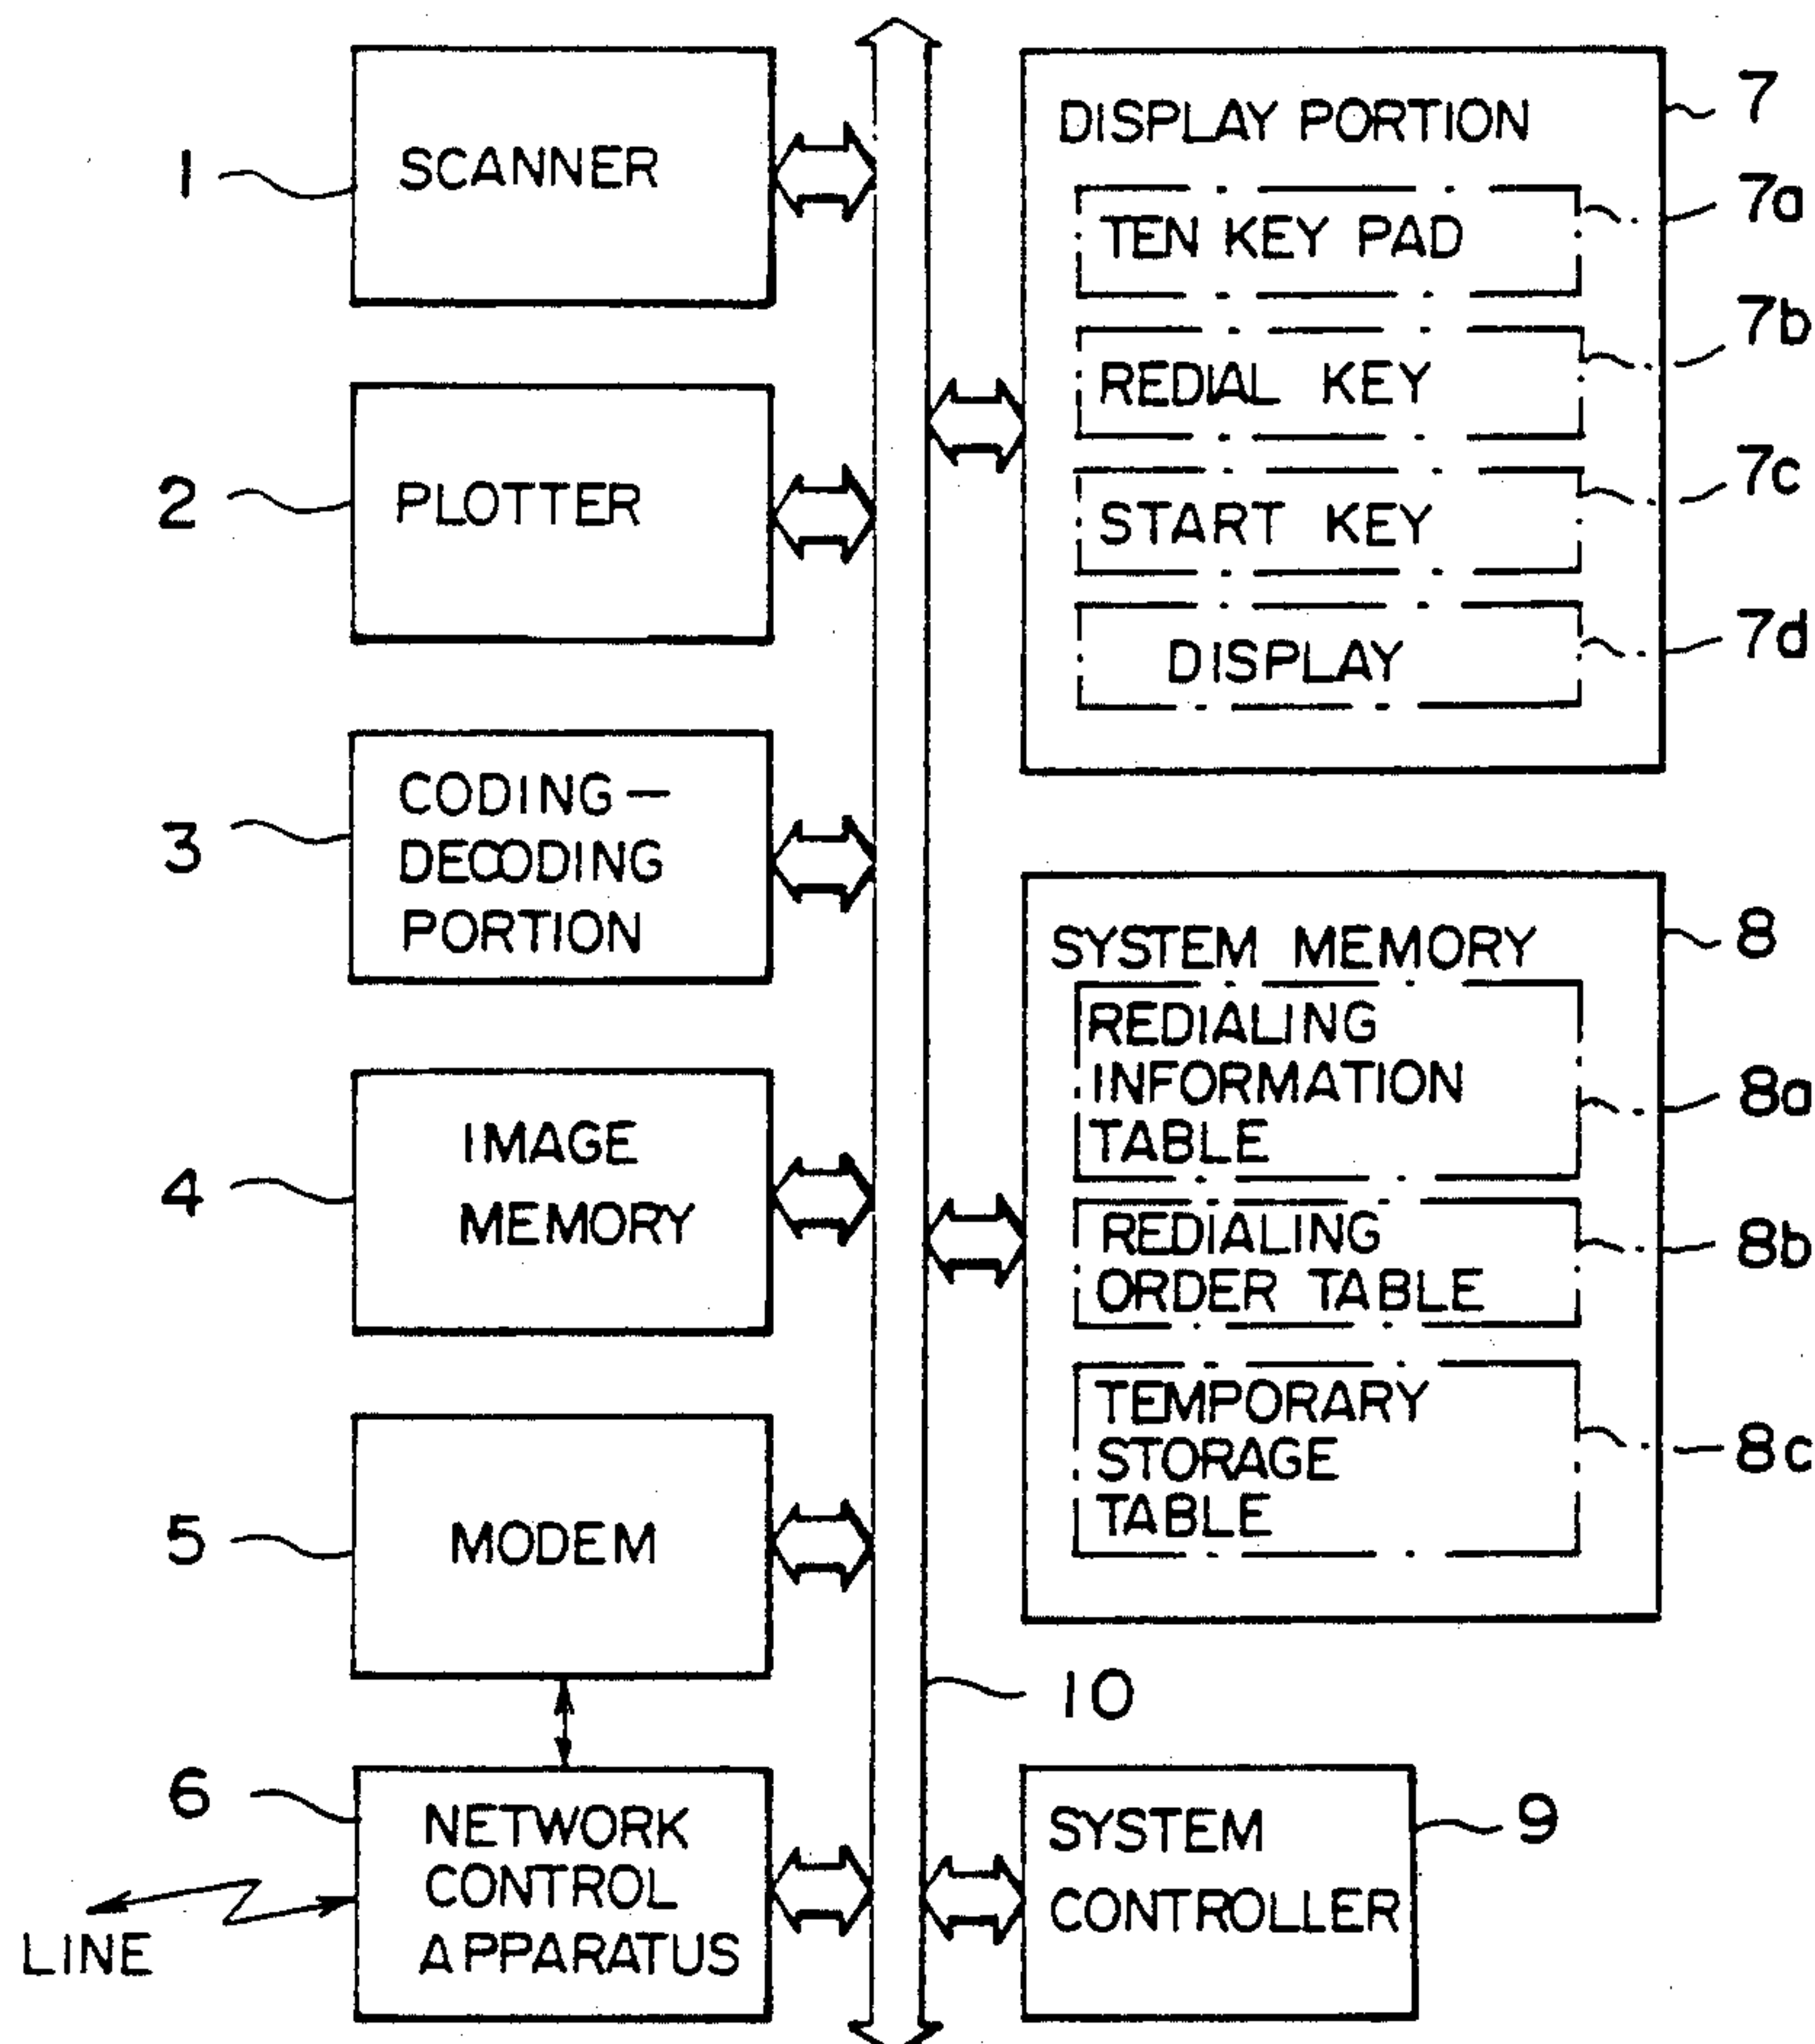 1
SCANNER
2
PLOTTER
3
CODING—
DECODING
PORTION
4
IMAGE
MEMORY
5
MODEM
6
NETWORK
CONTROL
APPARATUS
LINE
DISPLAY PORTION
7
TEN KEY PAD
7a
REDIAL KEY
7b
START KEY
7c
DISPLAY
7d
SYSTEM MEMORY
8
REDIALING
INFORMATION
TABLE
8a
REDIALING
ORDER TABLE
8b
TEMPORARY
STORAGE
TABLE
8c
10
SYSTEM
CONTROLLER
9